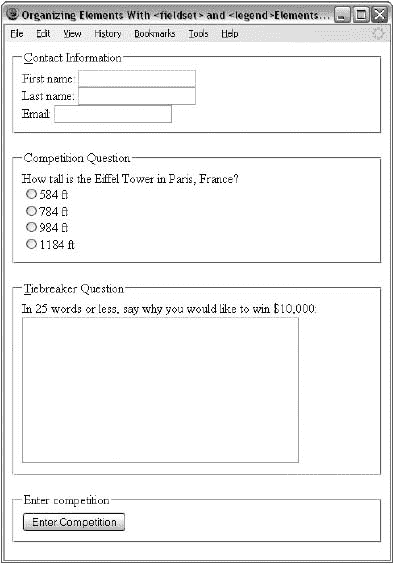 Organizing Elements With <fieldset> and <legend>Elements...
File Edit View History Bookmarks Tools Help
Contact Information
First name:
Last name:
Email:
Competition Question
How tall is the Eiffel Tower in Paris, France?
584 ft
784 ft
984 ft
1184 ft
Tiebreaker Question
In 25 words or less, say why you would like to win $10,000:
Enter competition
Enter Competition